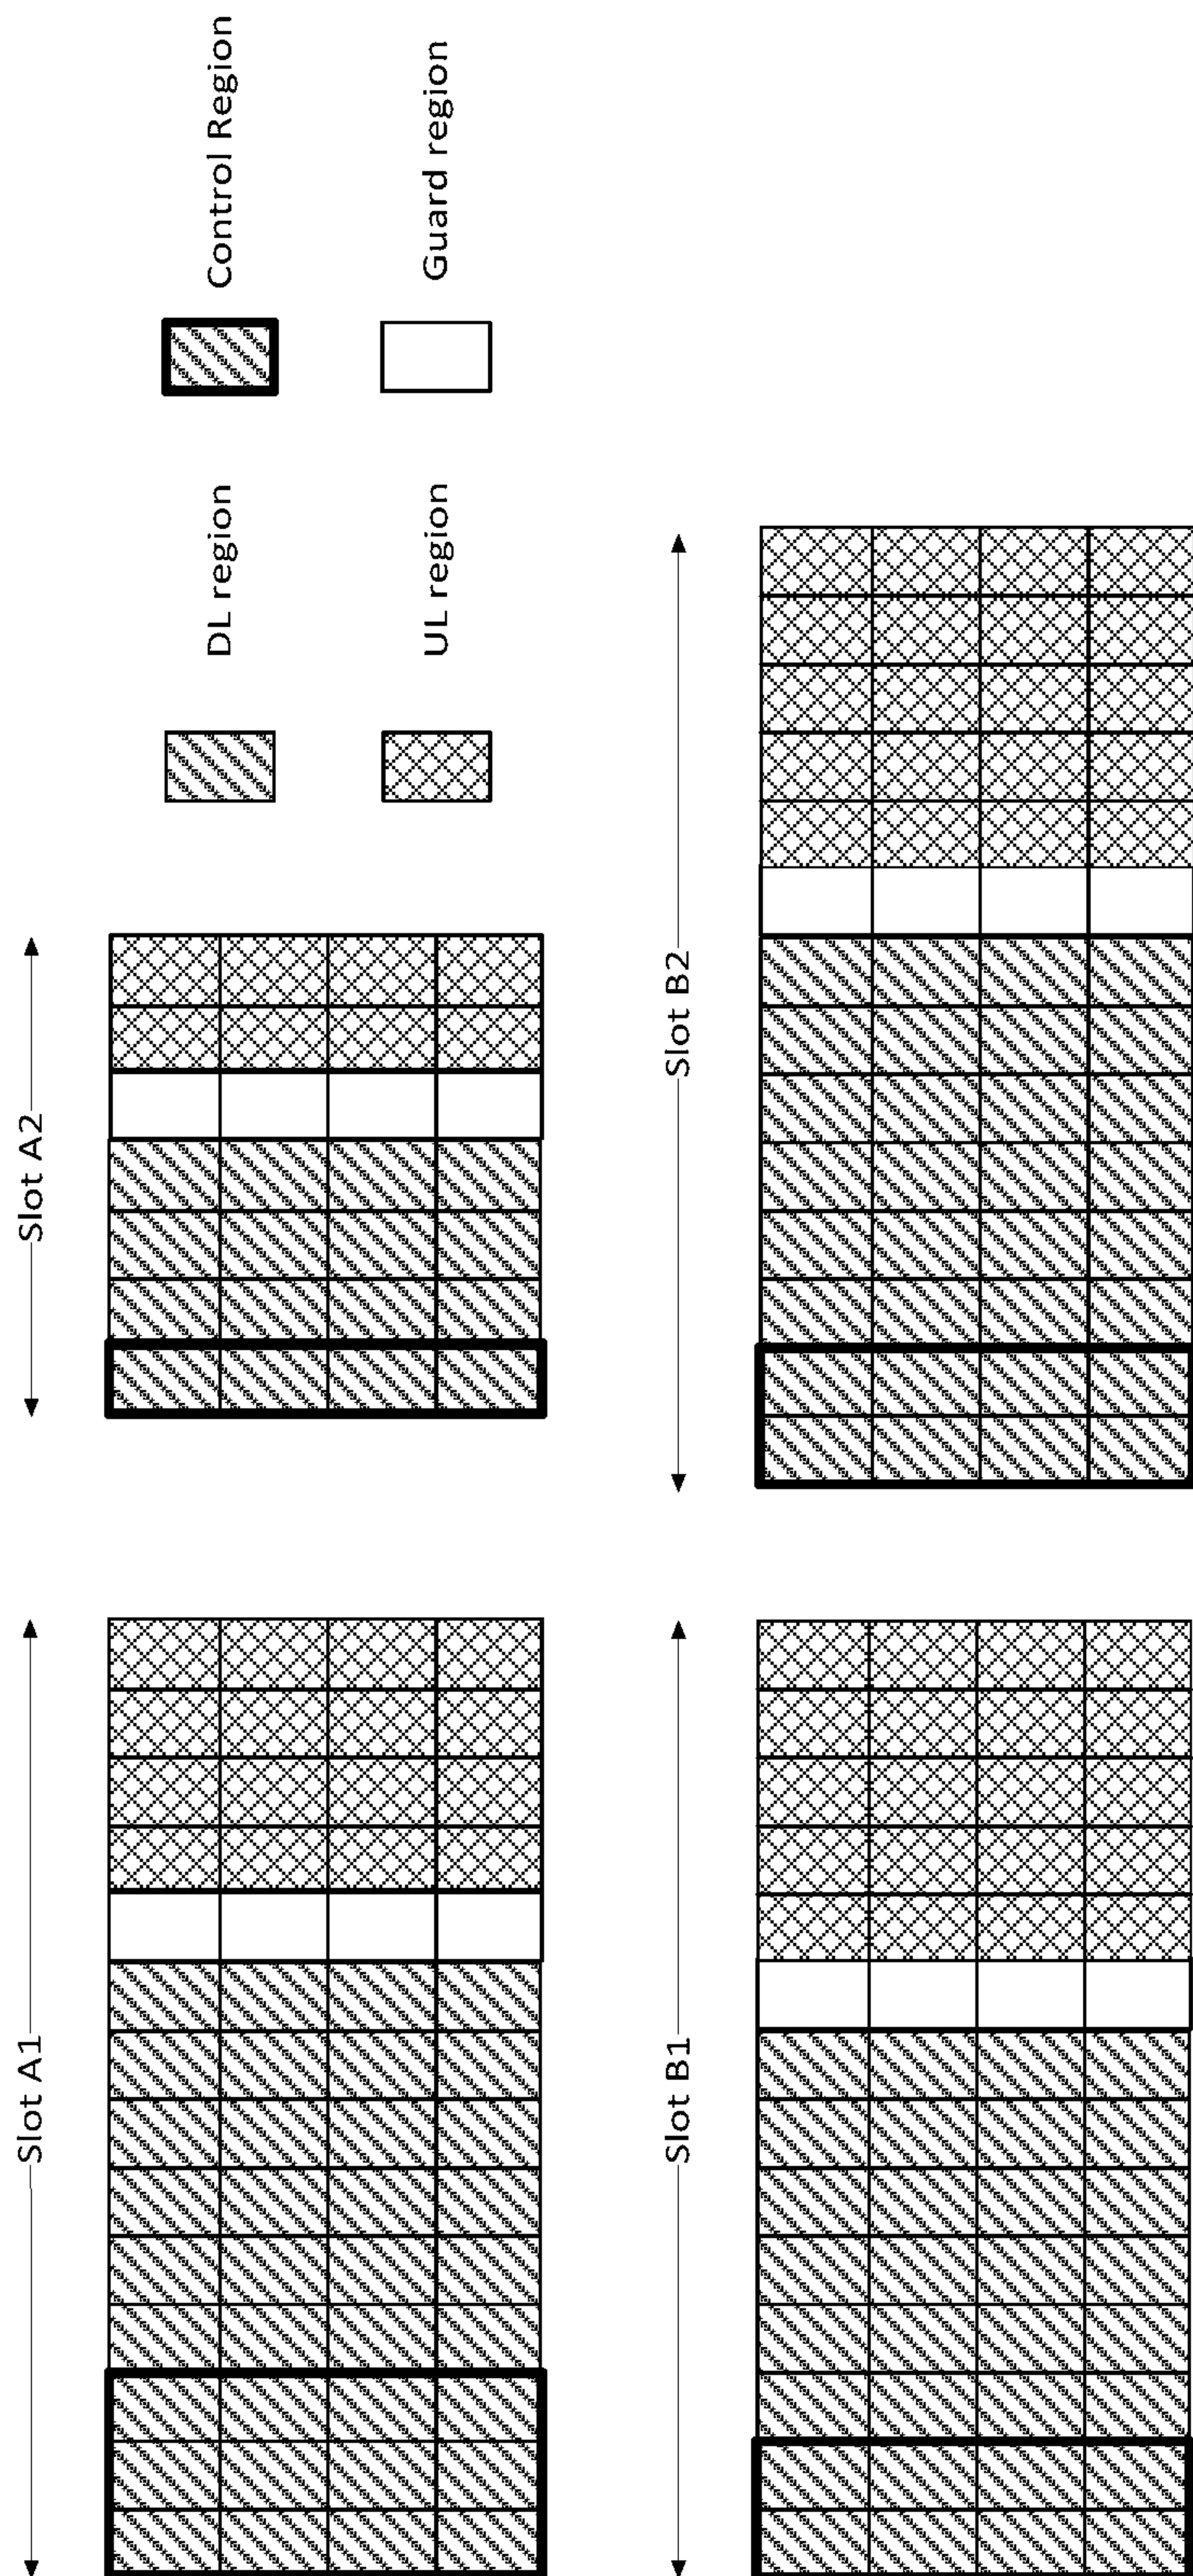 Slot A1
Slot A2
DL region
Control Region
UL region
Guard region
Slot B1
Slot B2